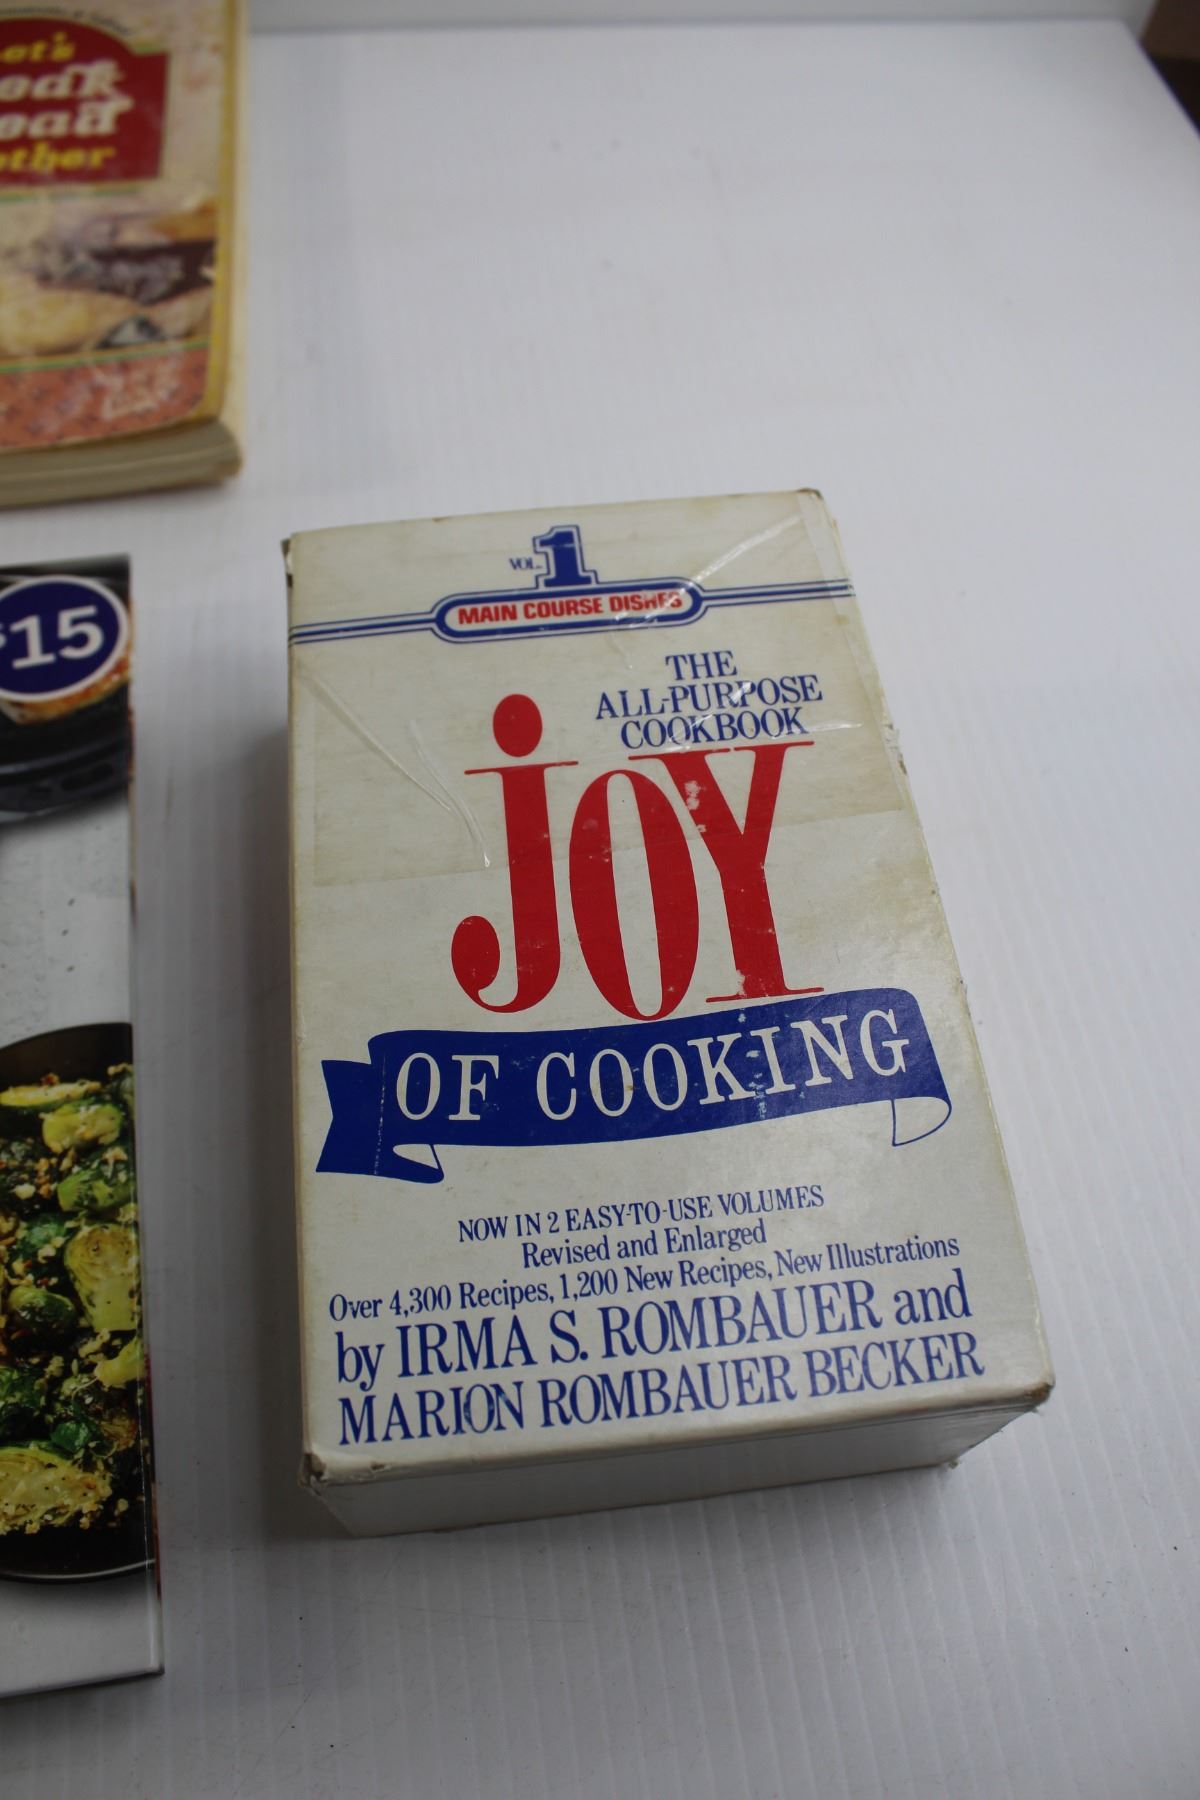 other
$15
VOL. 1
MAIN COURSE DISHES
THE
ALL-PURPOSE
COOKBOOK
JOY
OF COOKING
NOW IN 2 EASY-TO-USE VOLUMES
Revised and Enlarged
Over 4,300 Recipes, 1,200 New Recipes, New Illustrations
by IRMA S. ROMBAUER and
MARION ROMBAUER BECKER